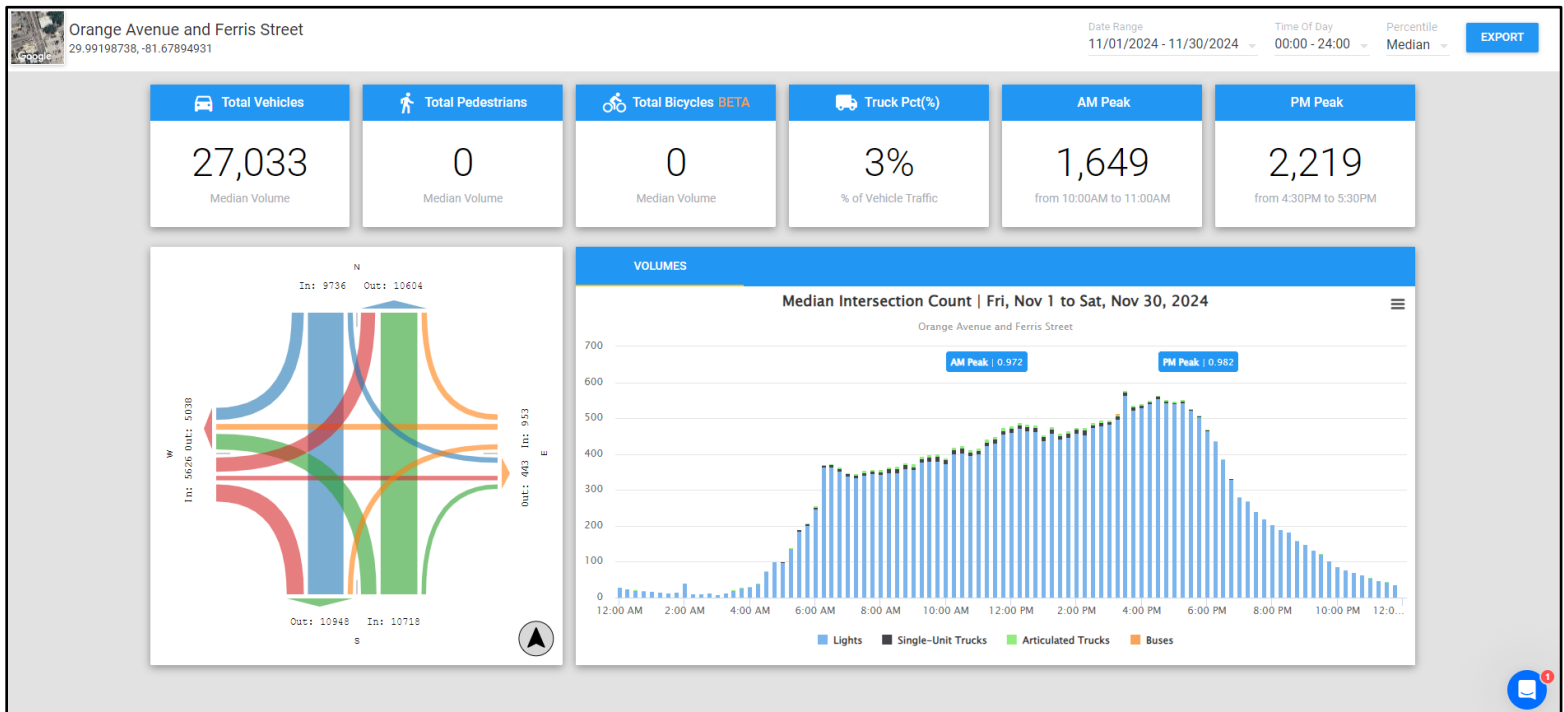 Google
Orange Avenue and Ferris Street
29.99198738, -81.67894931
Date Range
11/01/2024 - 11/30/2024
Time Of Day
00:00 - 24:00
Percentile
Median
EXPORT
Total Vehicles
27,033
Median Volume
Total Pedestrians
0
Median Volume
Total Bicycles BETA
0
Median Volume
Truck Pct(%)
3%
% of Vehicle Traffic
AM Peak
1,649
from 10:00AM to 11:00AM
PM Peak
2,219
from 4:30PM to 5:30PM
N
In: 9736 Out: 10604
W
In: 5626 Out: 5038
Out: 443 In: 953
E
Out: 10948 In: 10718
S
VOLUMES
Median Intersection Count | Fri, Nov 1 to Sat, Nov 30, 2024
Orange Avenue and Ferris Street
AM Peak | 0.972
PM Peak | 0.982
700
600
500
400
300
200
100
0
12:00 AM 2:00 AM 4:00 AM 6:00 AM 8:00 AM 10:00 AM 12:00 PM 2:00 PM 4:00 PM 6:00 PM 8:00 PM 10:00 PM 12:0...
Lights Single-Unit Trucks Articulated Trucks Buses
1